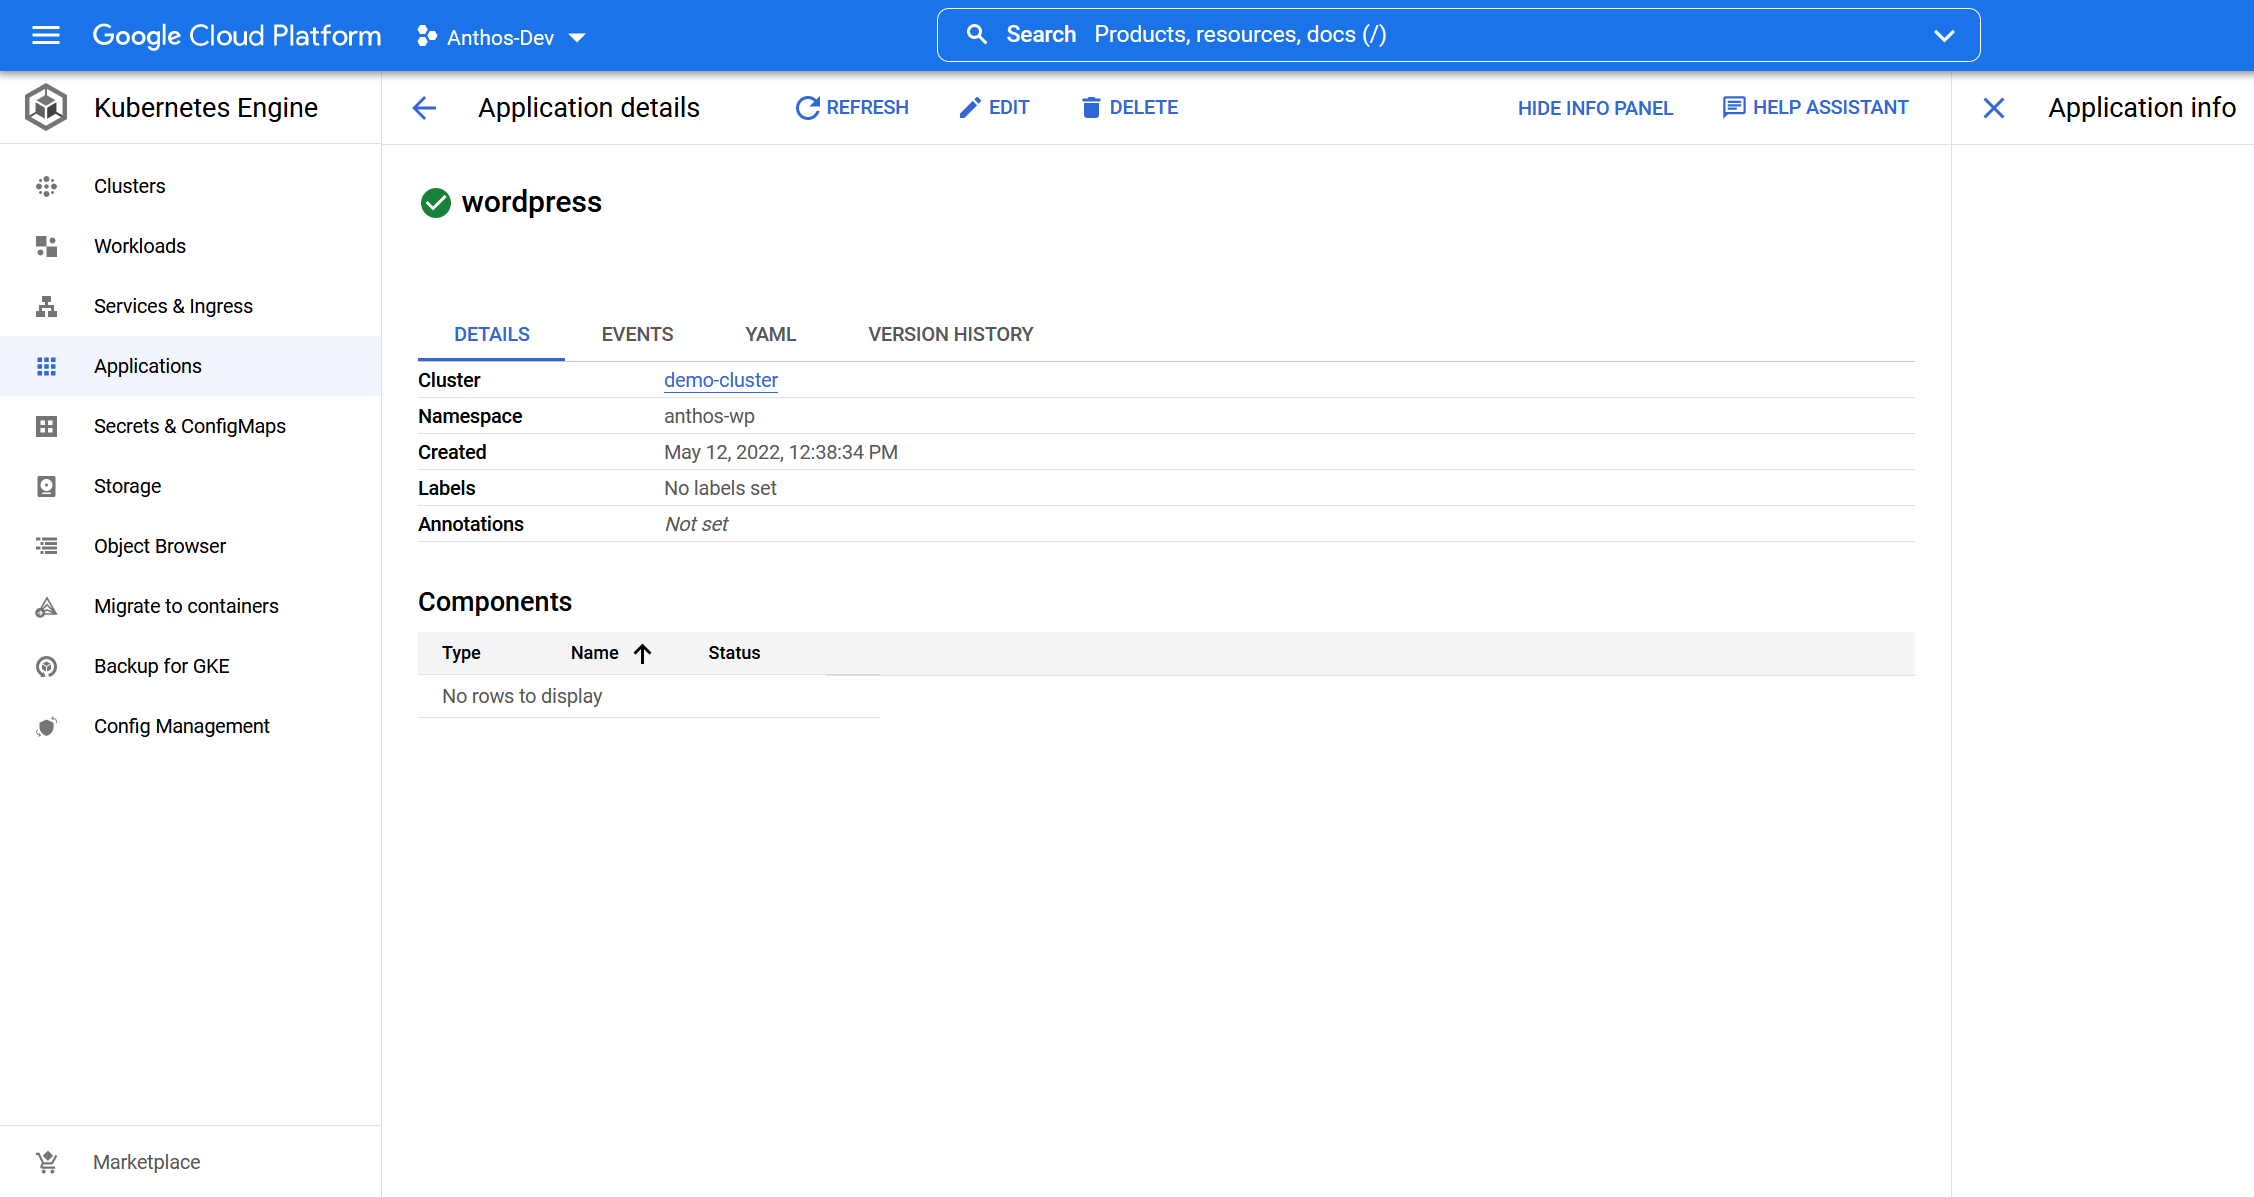 Google Cloud Platform Anthos-Dev Search Products, resources, docs (/)
Kubernetes Engine
Clusters
Workloads
Services & Ingress
Applications
Secrets & ConfigMaps
Storage
Object Browser
Migrate to containers
Backup for GKE
Config Management
Marketplace
Application details REFRESH EDIT DELETE HIDE INFO PANEL HELP ASSISTANT
wordpress
DETAILS EVENTS YAML VERSION HISTORY
Cluster demo-cluster
Namespace anthos-wp
Created May 12, 2022, 12:38:34 PM
Labels No labels set
Annotations Not set
Components
Type Name Status
No rows to display
Application info